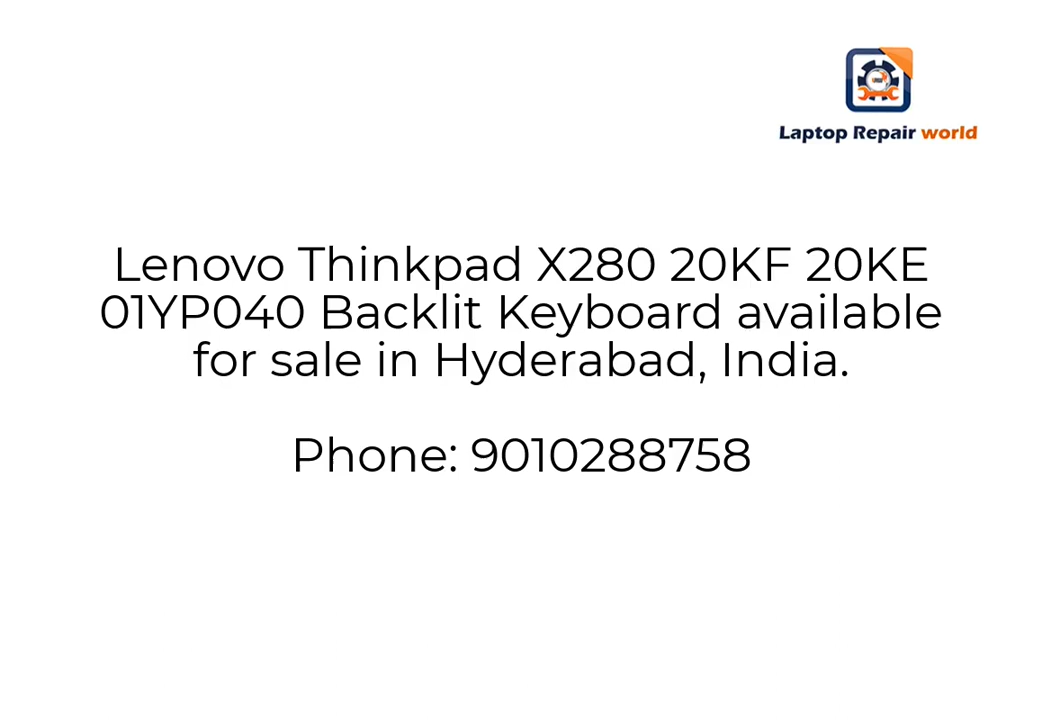 Laptop Repair world
Lenovo Thinkpad X280 20KF 20KE
01YP040 Backlit Keyboard available
for sale in Hyderabad, India.
Phone: 9010288758